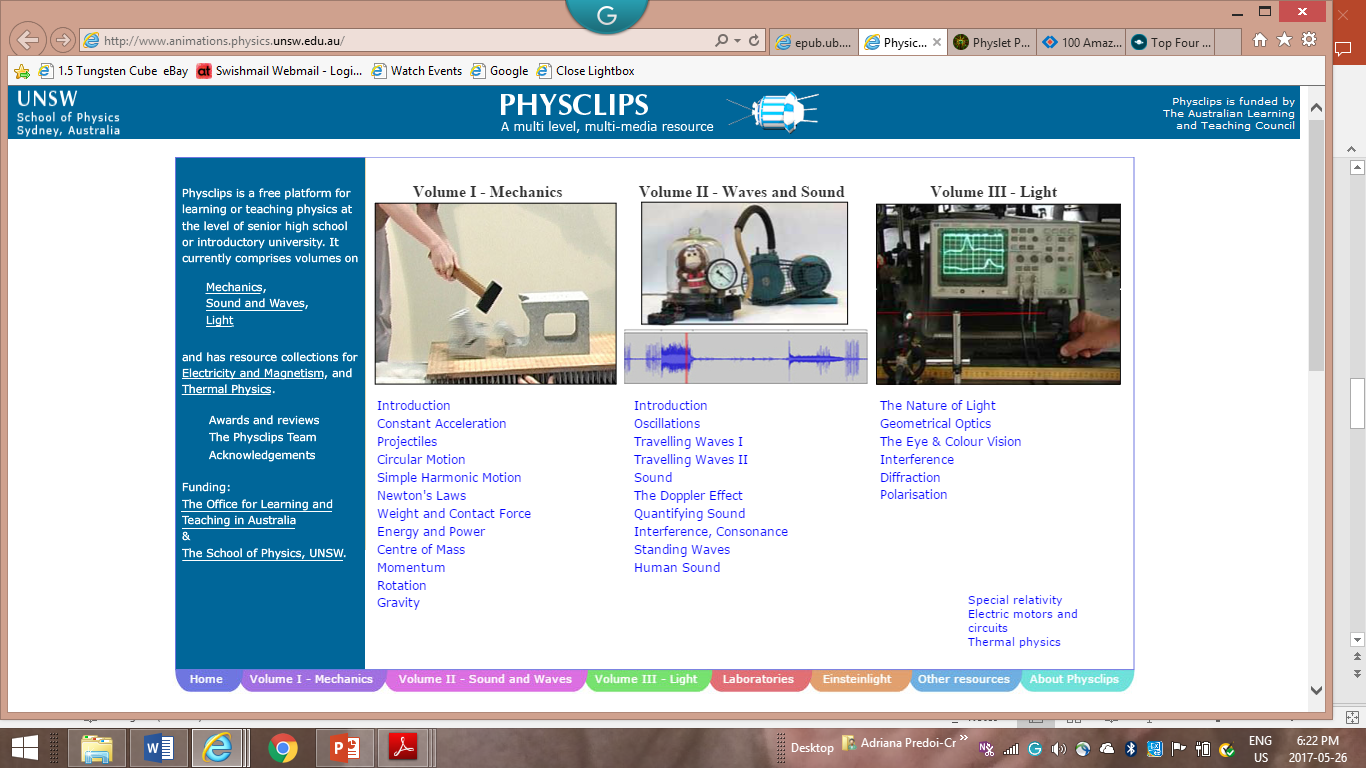 G
http://www.animations.physics.unsw.edu.au/
epub.ub....
Physic...
Physlet P...
100 Amaz...
Top Four ...
1.5 Tungsten Cube eBay
at
Swishmail Webmail - Logi...
Watch Events
Google
Close Lightbox
UNSW
School of Physics
Sydney, Australia
PHYSCLIPS
A multi level, multi-media resource
Physclips is funded by
The Australian Learning
and Teaching Council
Physclips is a free platform for
learning or teaching physics at
the level of senior high school
or introductory university. It
currently comprises volumes on
Mechanics,
Sound and Waves,
Light
and has resource collections for
Electricity and Magnetism, and
Thermal Physics.
Awards and reviews
The Physclips Team
Acknowledgements
Funding:
The Office for Learning and
Teaching in Australia
&
The School of Physics, UNSW.
Volume I - Mechanics
Introduction
Constant Acceleration
Projectiles
Circular Motion
Simple Harmonic Motion
Newton's Laws
Weight and Contact Force
Energy and Power
Centre of Mass
Momentum
Rotation
Gravity
Volume II - Waves and Sound
Introduction
Oscillations
Travelling Waves I
Travelling Waves II
Sound
The Doppler Effect
Quantifying Sound
Interference, Consonance
Standing Waves
Human Sound
Volume III - Light
The Nature of Light
Geometrical Optics
The Eye & Colour Vision
Interference
Diffraction
Polarisation
Special relativity
Electric motors and
circuits
Thermal physics
Home
Volume I - Mechanics
Volume II - Sound and Waves
Volume III - Light
Laboratories
Einsteinlight
Other resources
About Physclips
Desktop
Adriana Predoi-Cr
ENG
US
6:22 PM
2017-05-26